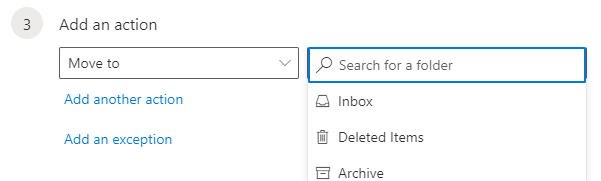 3 Add an action
Move to
Search for a folder
Add another action
Inbox
Deleted Items
Add an exception
Archive